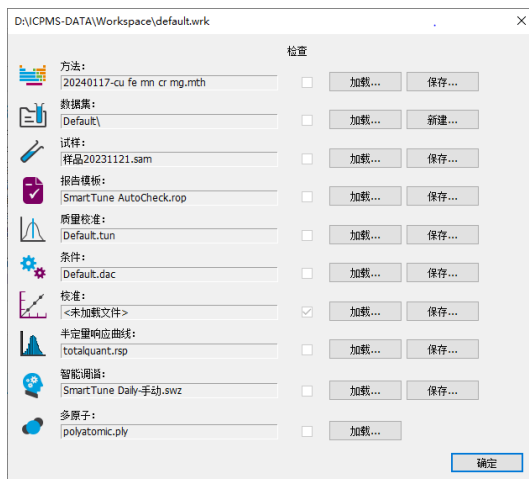 D:\ICPMS-DATA\Workspace\default.wrk
检查
方法:
20240117-cu fe mn cr mg.mth
加载...
保存...
数据集:
Default\
加载...
新建...
试样:
样品20231121.sam
加载...
保存...
报告模板:
SmartTune AutoCheck.rop
加载...
保存...
质量校准:
Default.tun
加载...
保存...
条件:
Default.dac
加载...
保存...
校准:
<未加载文件>
加载...
保存...
半定量响应曲线:
totalquant.rsp
加载...
保存...
智能调谐:
SmartTune Daily-手动.swz
加载...
保存...
多原子:
polyatomic.ply
加载...
确定